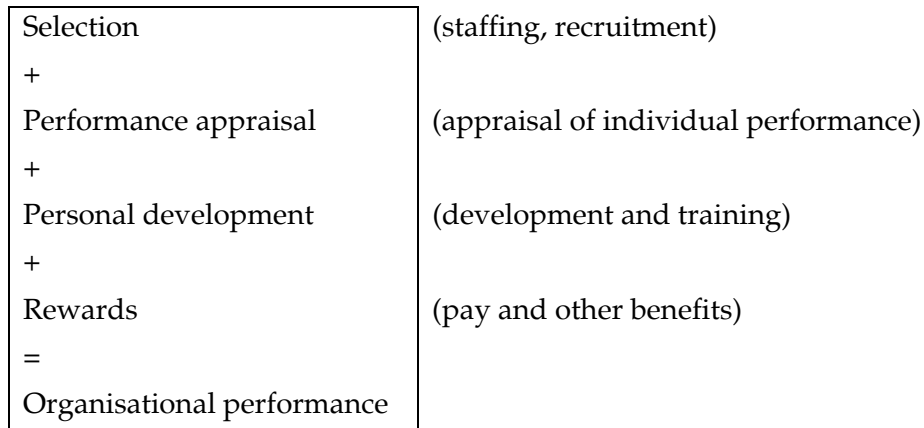 Selection (staffing, recruitment)
+
Performance appraisal (appraisal of individual performance)
+
Personal development (development and training)
+
Rewards (pay and other benefits)
=
Organisational performance